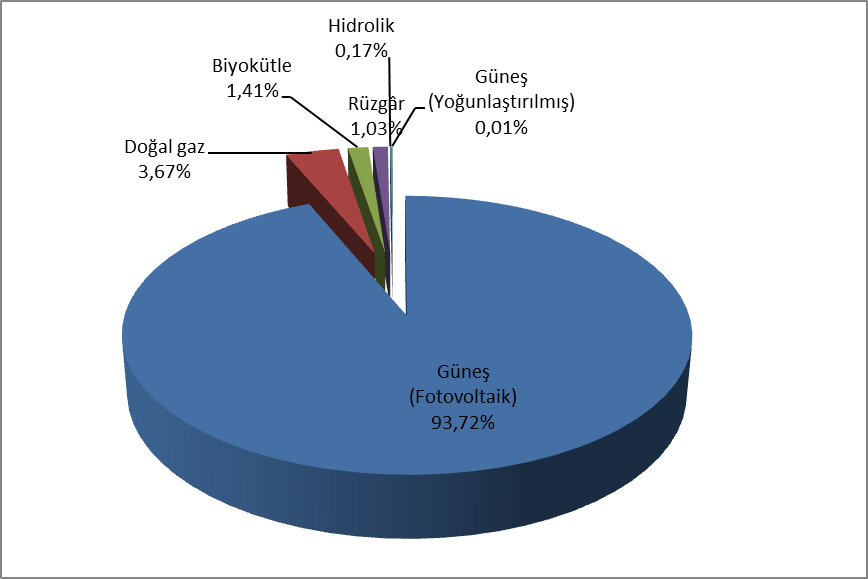 Hidrolik
0,17%
Biyokütle
1,41%
Güneş
(Yoğunlaştırılmış)
0,01%
Rüzgâr
1,03%
Doğal gaz
3,67%
Güneş
(Fotovoltaik)
93,72%